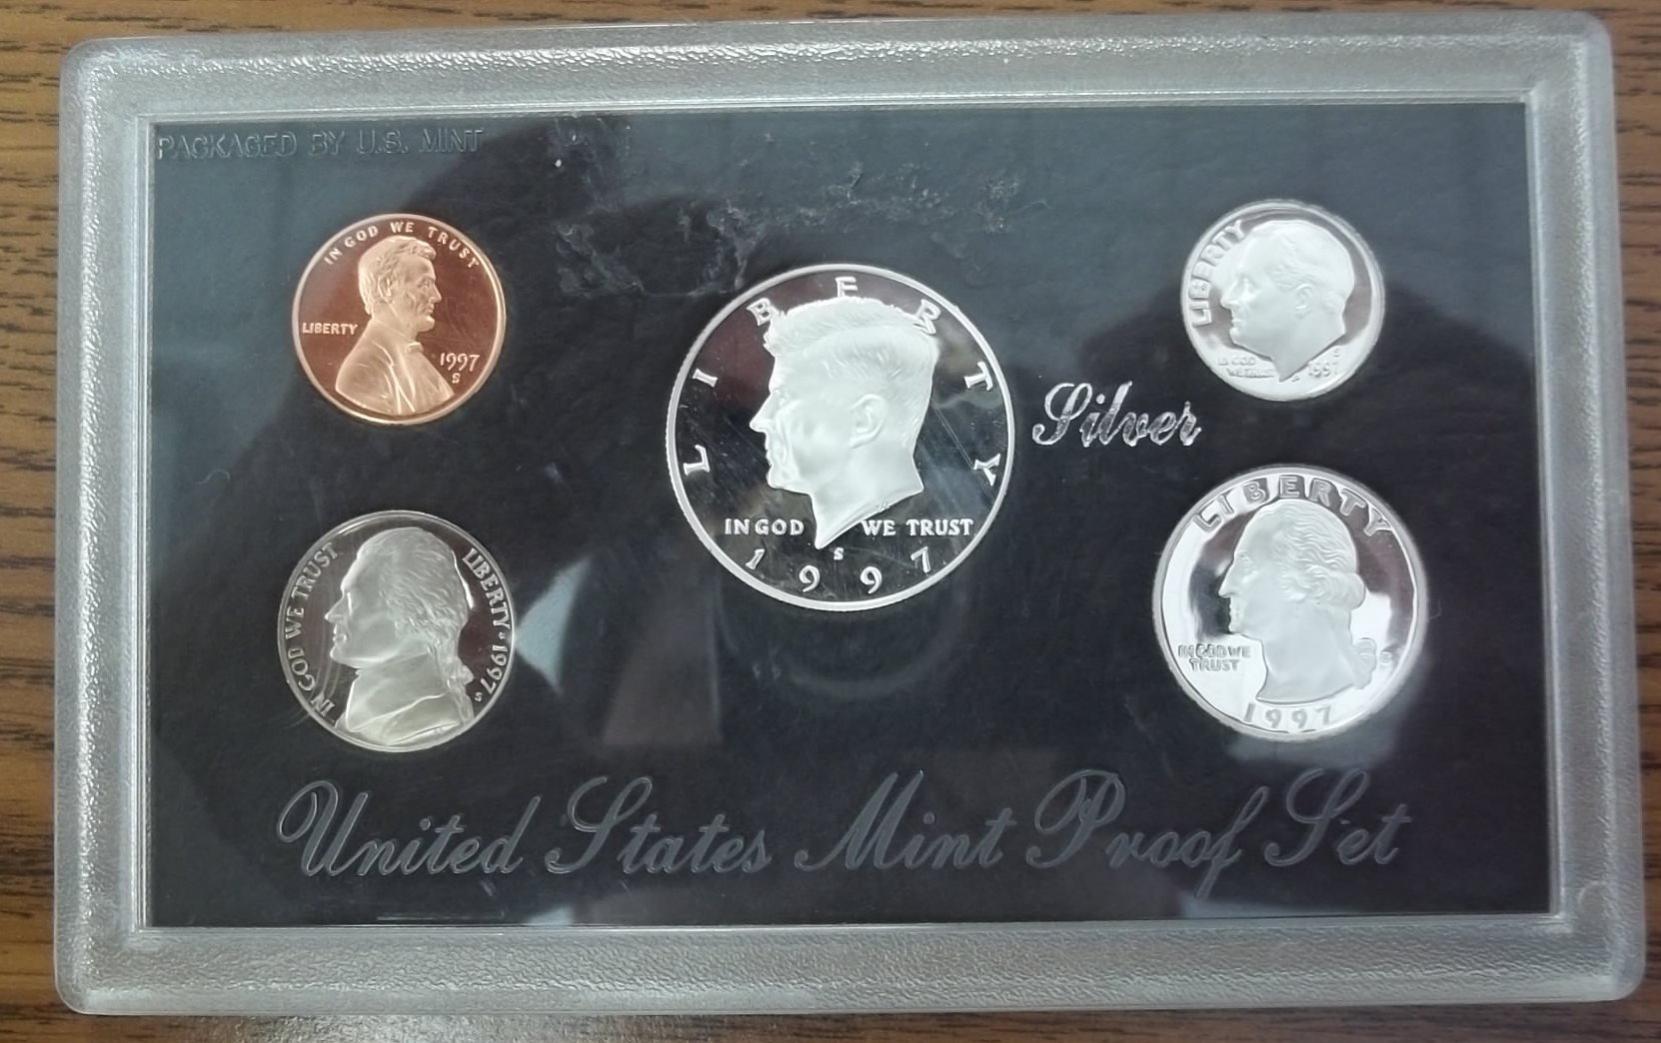 PACKAGED BY U.S. MINT
IN GOD WE TRUST
LIBERTY
1997
S
LIBERTY
IN GOD WE TRUST
S
1997
Silver
LIBERTY
IN GOD
WE TRUST
S
1997
IN GOD WE TRUST
LIBERTY · 1997
S
LIBERTY
IN GOD WE
TRUST
S
1997
United States Mint Proof Set